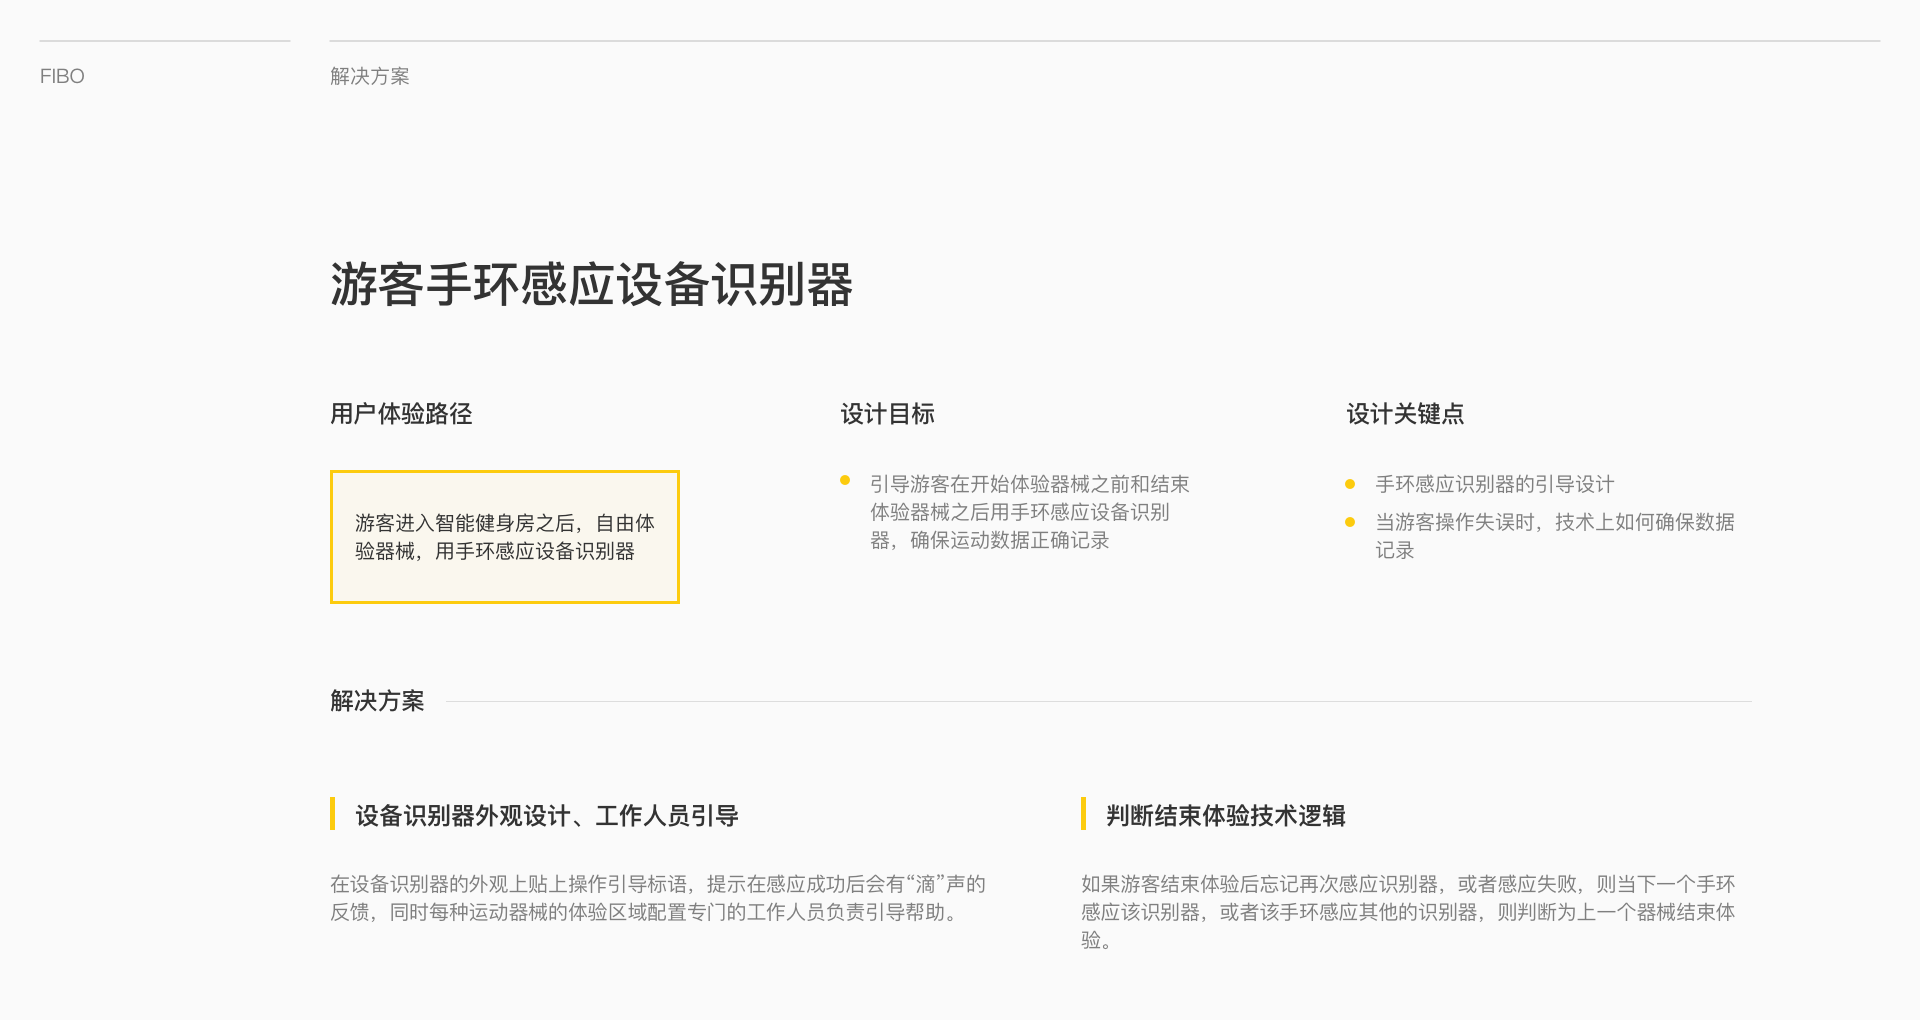 FIBO
解决方案
游客手环感应设备识别器
用户体验路径
游客进入智能健身房之后，自由体
验器械，用手环感应设备识别器
设计目标
引导游客在开始体验器械之前和结束
体验器械之后用手环感应设备识别
器，确保运动数据正确记录
设计关键点
手环感应识别器的引导设计
当游客操作失误时，技术上如何确保数据
记录
解决方案
设备识别器外观设计、工作人员引导
在设备识别器的外观上贴上操作引导标语，提示在感应成功后会有“滴”声的
反馈，同时每种运动器械的体验区域配置专门的工作人员负责引导帮助。
判断结束体验技术逻辑
如果游客结束体验后忘记再次感应识别器，或者感应失败，则当下一个手环
感应该识别器，或者该手环感应其他的识别器，则判断为上一个器械结束体
验。